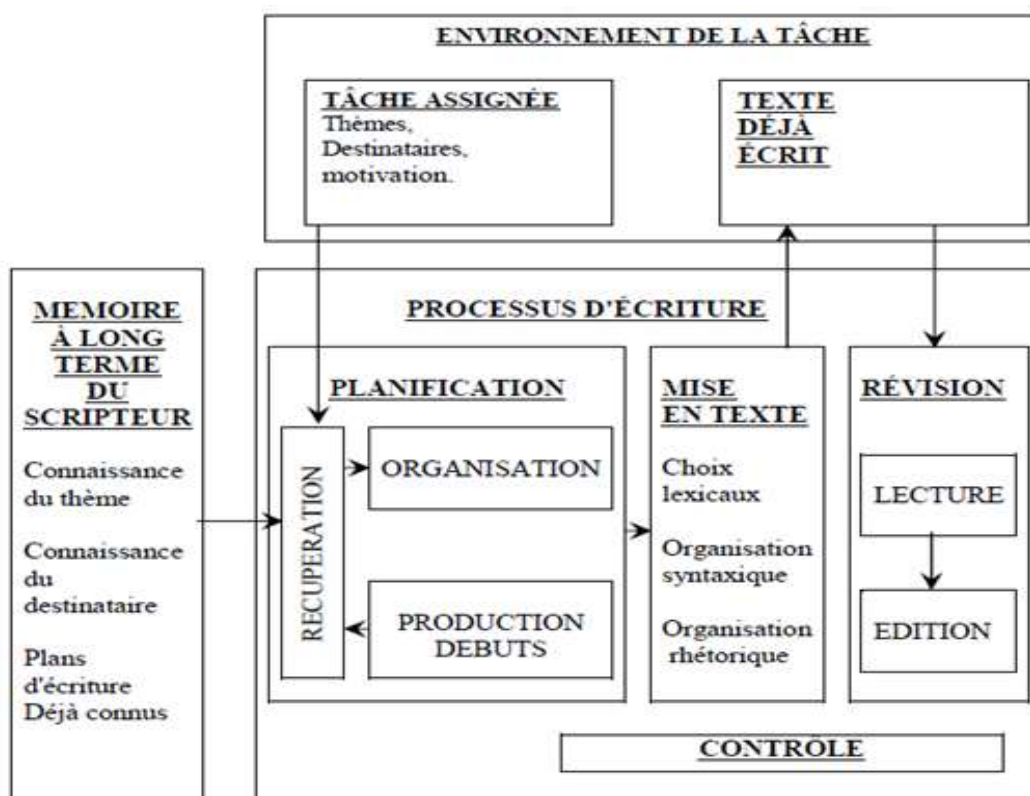 ENVIRONNEMENT DE LA TÂCHE
TÂCHE ASSIGNÉE
Thèmes,
Destinataires,
motivation.
TEXTE
DÉJÀ
ÉCRIT
MEMOIRE
À LONG
TERME
DU
SCRIPTEUR
Connaissance
du thème
Connaissance
du
destinataire
Plans
d'écriture
Déjà connus
PROCESSUS D'ÉCRITURE
PLANIFICATION
RECUPERATION
ORGANISATION
PRODUCTION
DEBUTS
MISE
EN TEXTE
Choix
lexicaux
Organisation
syntaxique
Organisation
rhétorique
RÉVISION
LECTURE
EDITION
CONTRÔLE